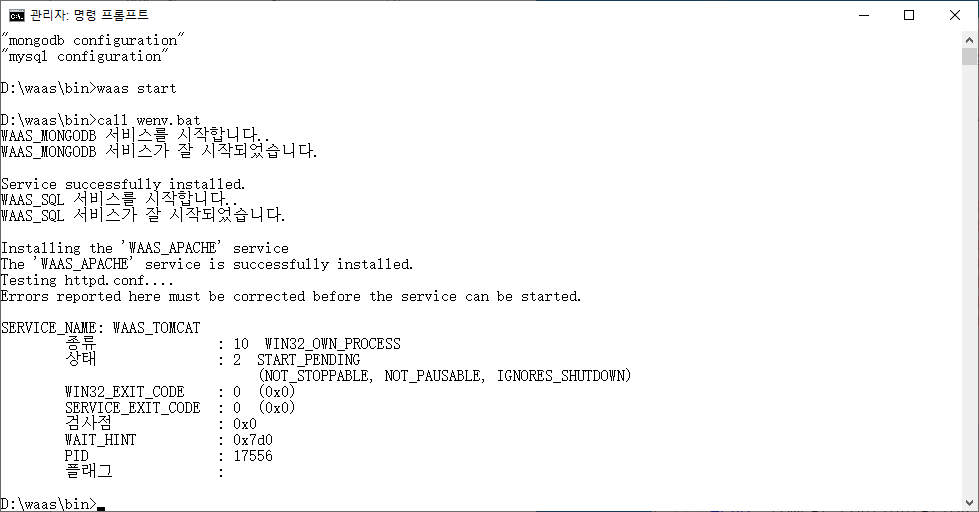 관리자: 명령 프롬프트
"mongodb configuration"
"mysql configuration"
D:\waas\bin>waas start
D:\waas\bin>call wenv.bat
WAAS_MONGODB 서비스를 시작합니다..
WAAS_MONGODB 서비스가 잘 시작되었습니다.
Service successfully installed.
WAAS_SQL 서비스를 시작합니다..
WAAS_SQL 서비스가 잘 시작되었습니다.
Installing the 'WAAS_APACHE' service
The 'WAAS_APACHE' service is successfully installed.
Testing httpd.conf....
Errors reported here must be corrected before the service can be started.
SERVICE_NAME: WAAS_TOMCAT
종류 : 10 WIN32_OWN_PROCESS
상태 : 2 START_PENDING
(NOT_STOPPABLE, NOT_PAUSABLE, IGNORES_SHUTDOWN)
WIN32_EXIT_CODE : 0 (0x0)
SERVICE_EXIT_CODE : 0 (0x0)
검사점 : 0x0
WAIT_HINT : 0x7d0
PID : 17556
플래그 :
D:\waas\bin>